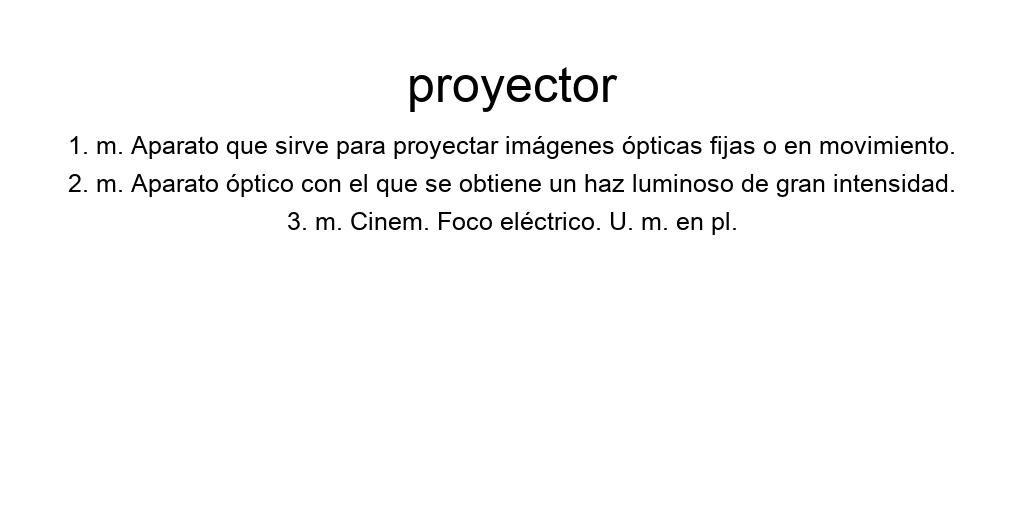 proyector
1. m. Aparato que sirve para proyectar imágenes ópticas fijas o en movimiento.
2. m. Aparato óptico con el que se obtiene un haz luminoso de gran intensidad.
3. m. Cinem. Foco eléctrico. U. m. en pl.